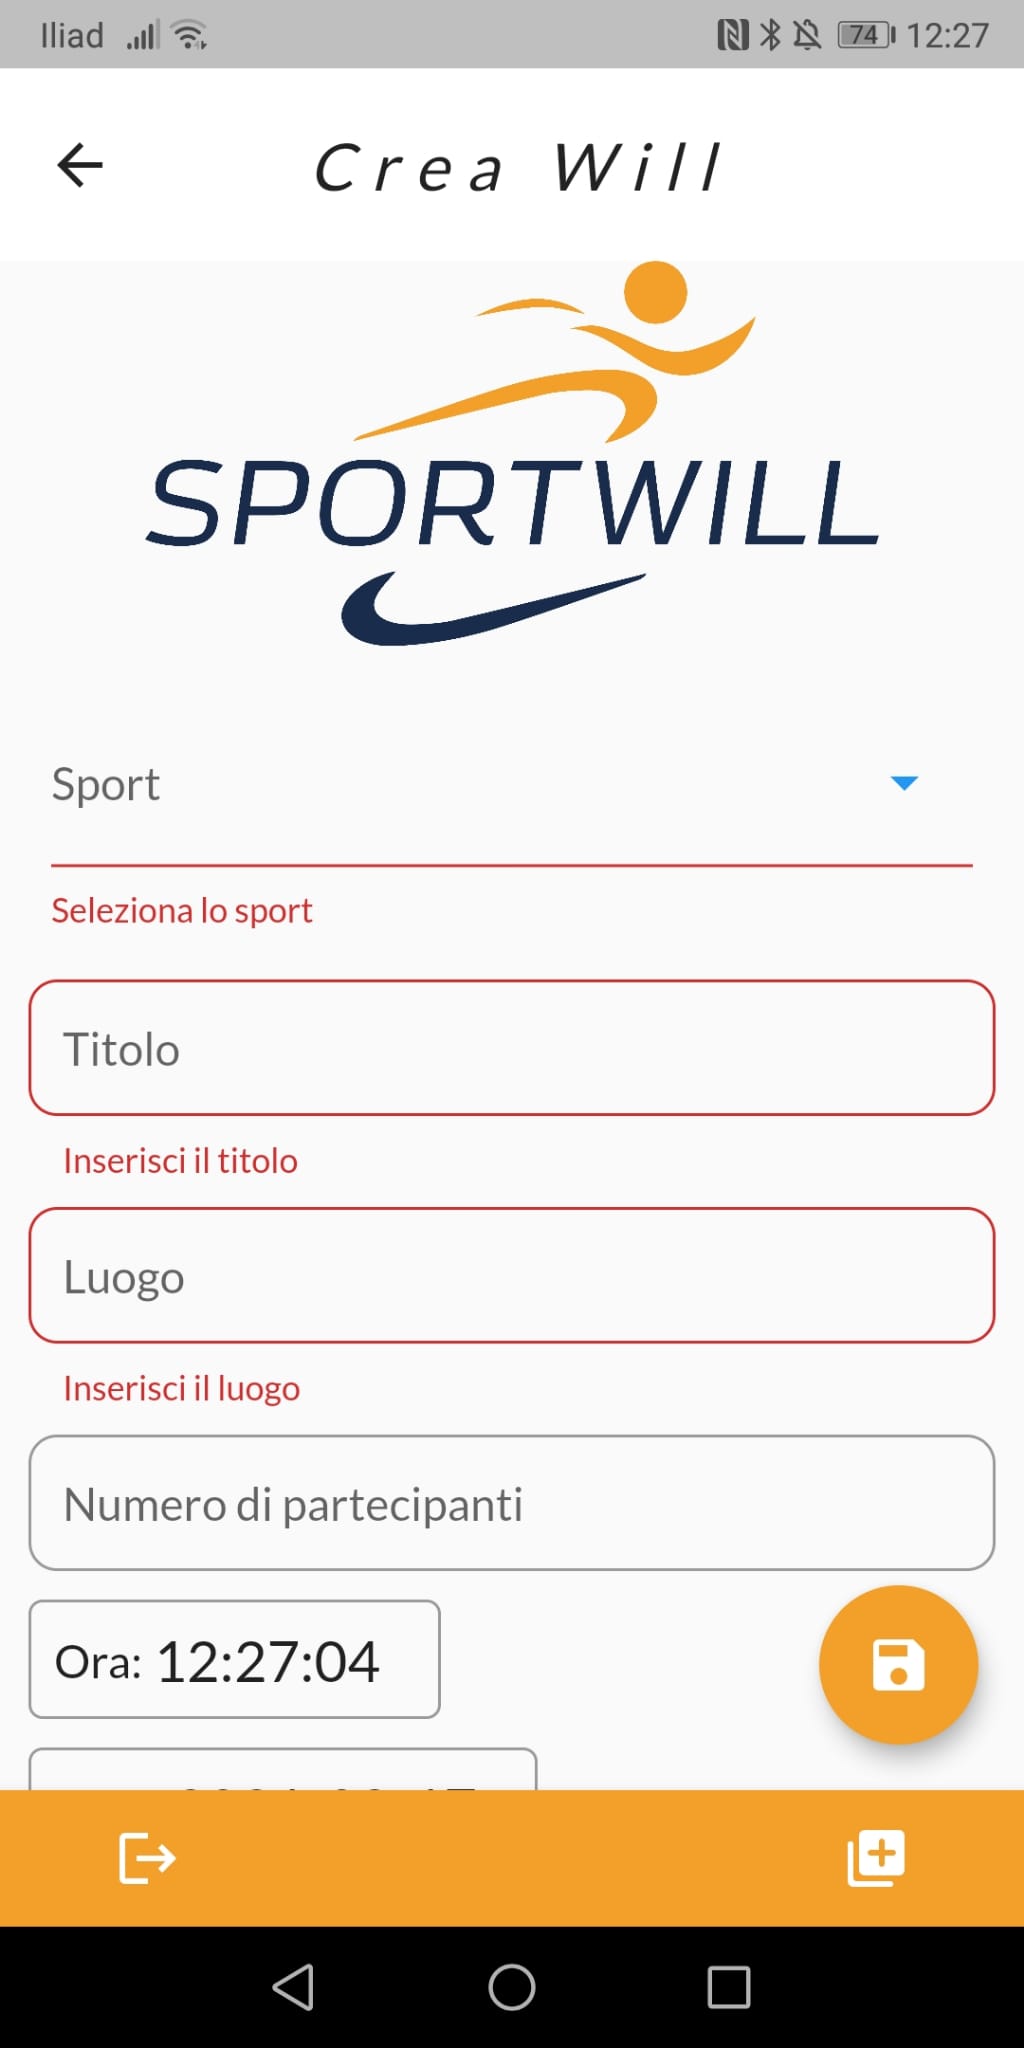 Iliad 74 12:27
Crea Will
SPORTWILL
Sport
Seleziona lo sport
Titolo
Inserisci il titolo
Luogo
Inserisci il luogo
Numero di partecipanti
Ora: 12:27:04